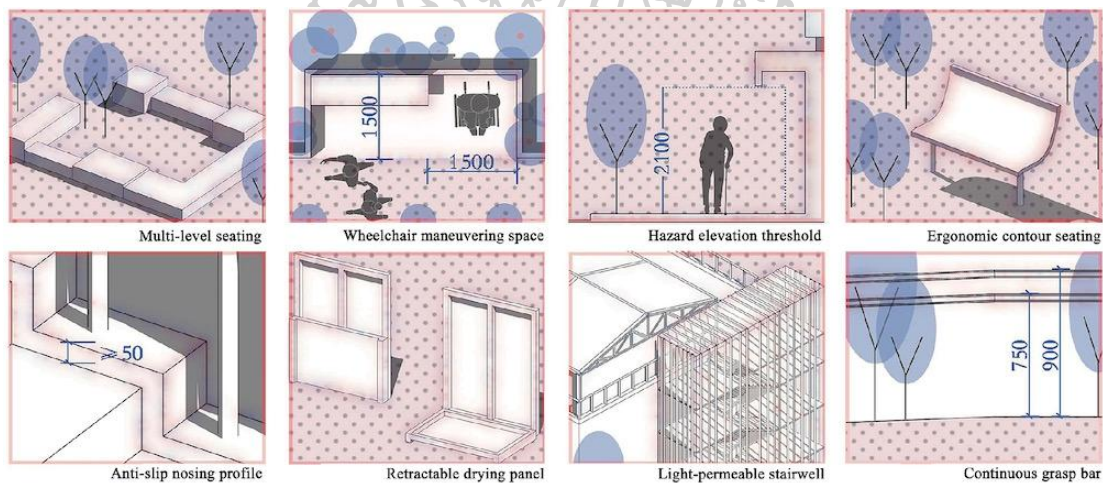 1500
1500
2100
Multi-level seating
Wheelchair maneuvering space
Hazard elevation threshold
Ergonomic contour seating
≥50
750
900
Anti-slip nosing profile
Retractable drying panel
Light-permeable stairwell
Continuous grasp bar